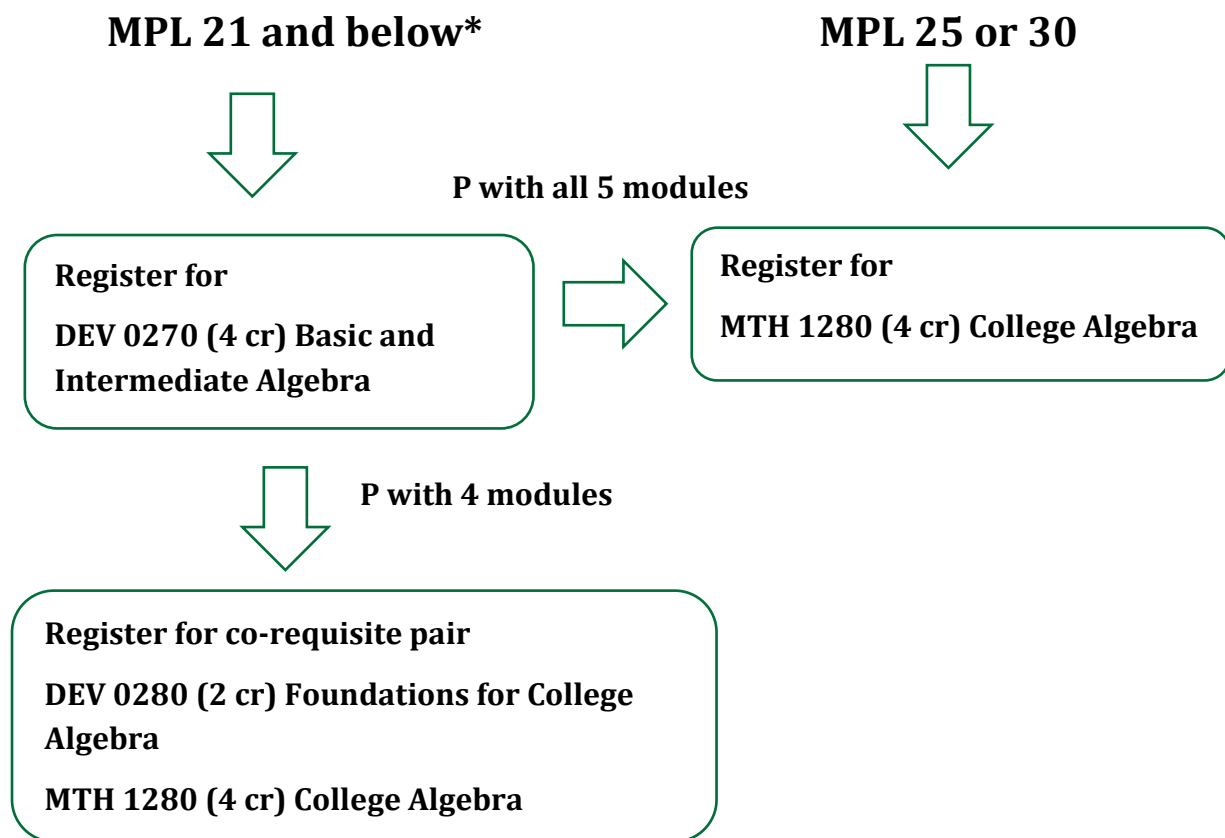 MPL 21 and below*
MPL 25 or 30
P with all 5 modules
Register for
DEV 0270 (4 cr) Basic and
Intermediate Algebra
Register for
MTH 1280 (4 cr) College Algebra
P with 4 modules
Register for co-requisite pair
DEV 0280 (2 cr) Foundations for College
Algebra
MTH 1280 (4 cr) College Algebra